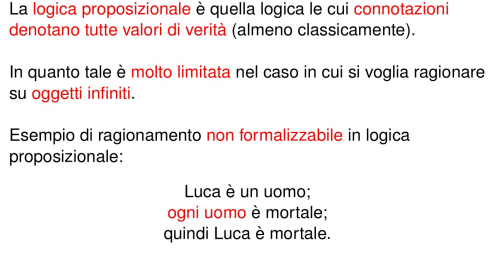 La logica proposizionale è quella logica le cui connotazioni
denotano tutte valori di verità (almeno classicamente).
In quanto tale è molto limitata nel caso in cui si voglia ragionare
su oggetti infiniti.
Esempio di ragionamento non formalizzabile in logica
proposizionale:
Luca è un uomo;
ogni uomo è mortale;
quindi Luca è mortale.